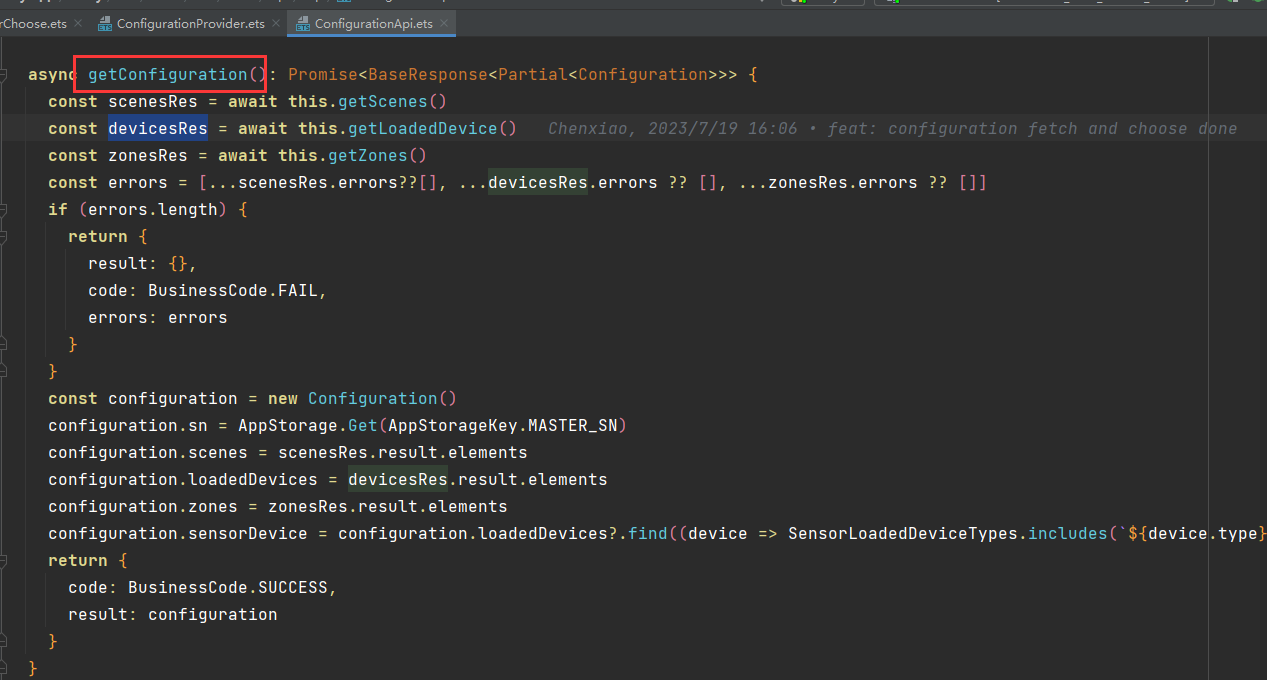 rChoose.ets × ConfigurationProvider.ets × ConfigurationApi.ets ×
async getConfiguration(): Promise<BaseResponse<Partial<Configuration>>> {
const scenesRes = await this.getScenes()
const devicesRes = await this.getLoadedDevice() Chenxiao, 2023/7/19 16:06 • feat: configuration fetch and choose done
const zonesRes = await this.getZones()
const errors = [...scenesRes.errors??[], ...devicesRes.errors ?? [], ...zonesRes.errors ?? []]
if (errors.length) {
return {
result: {},
code: BusinessCode.FAIL,
errors: errors
}
}
const configuration = new Configuration()
configuration.sn = AppStorage.Get(AppStorageKey.MASTER_SN)
configuration.scenes = scenesRes.result.elements
configuration.loadedDevices = devicesRes.result.elements
configuration.zones = zonesRes.result.elements
configuration.sensorDevice = configuration.loadedDevices?.find((device => SensorLoadedDeviceTypes.includes(`${device.type}
return {
code: BusinessCode.SUCCESS,
result: configuration
}
}